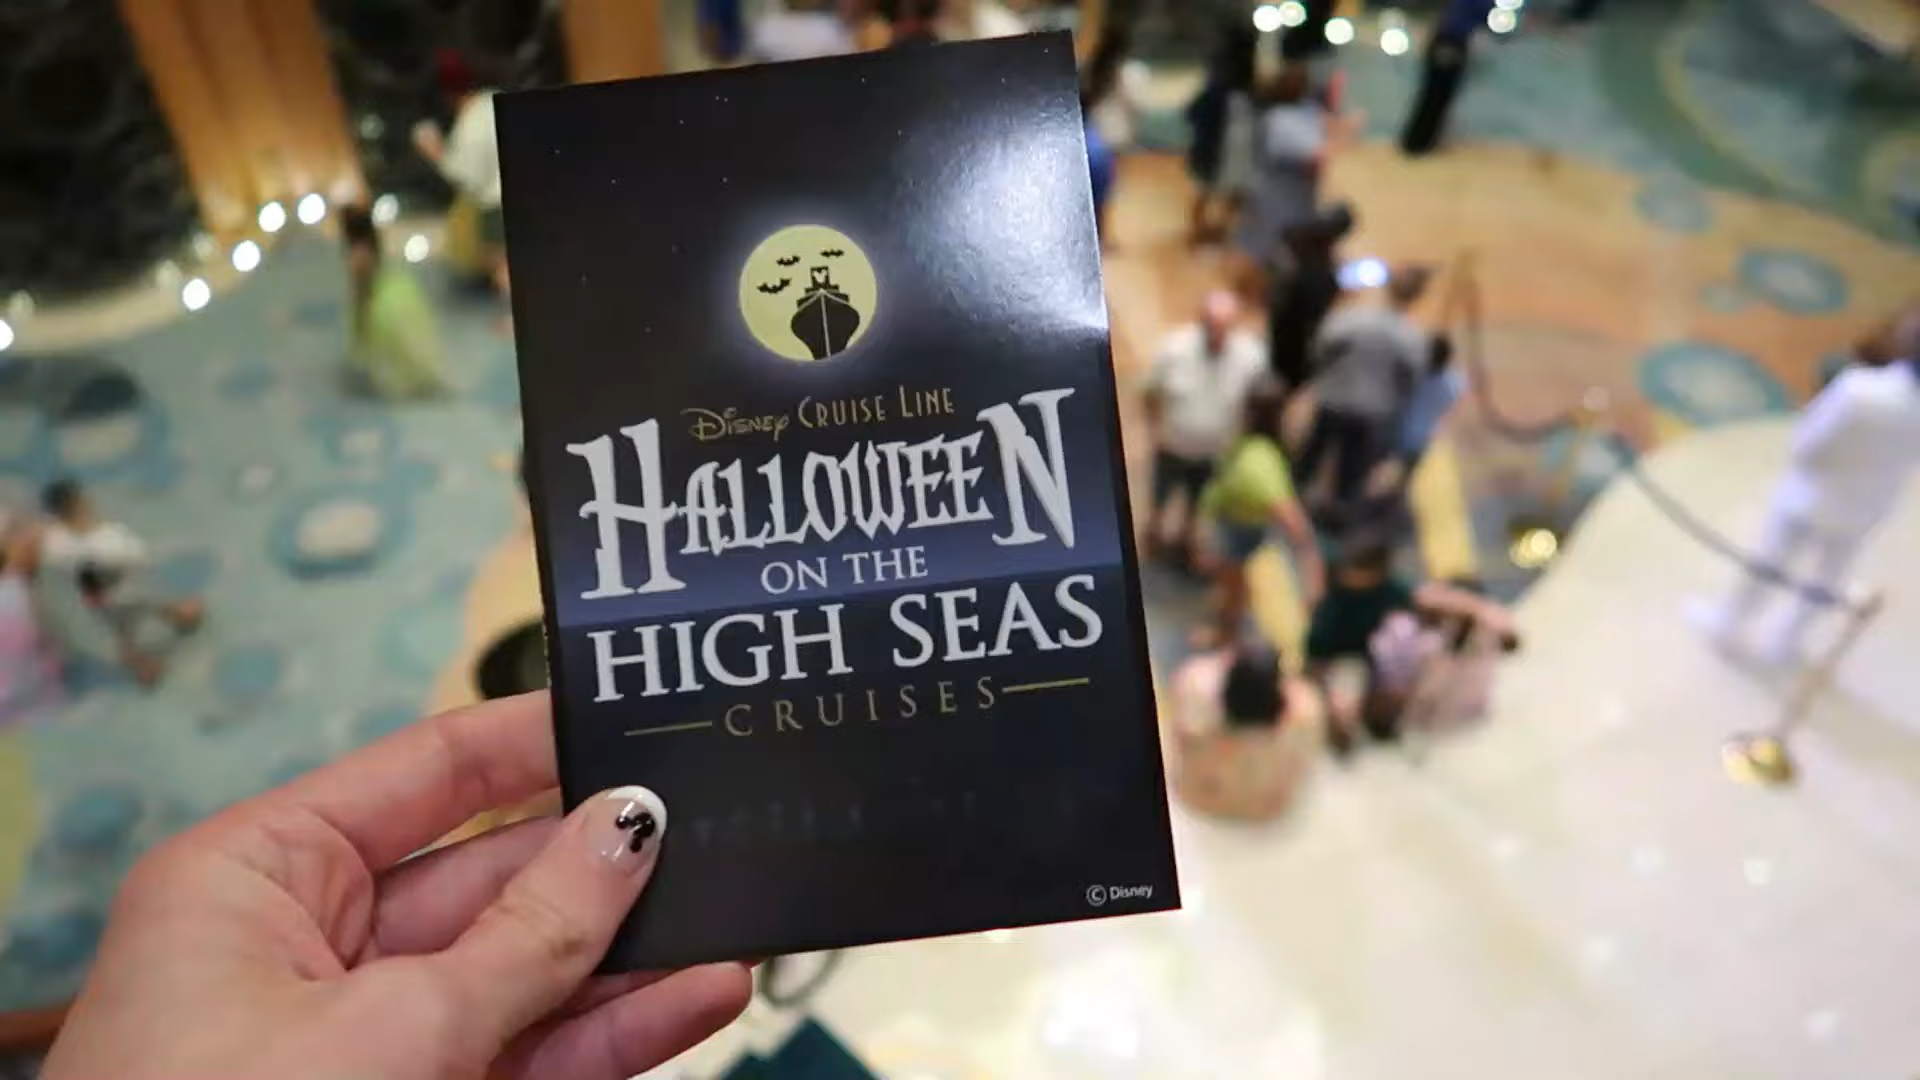 Disney Cruise Line
Halloween
on the
High Seas
Cruises
© Disney